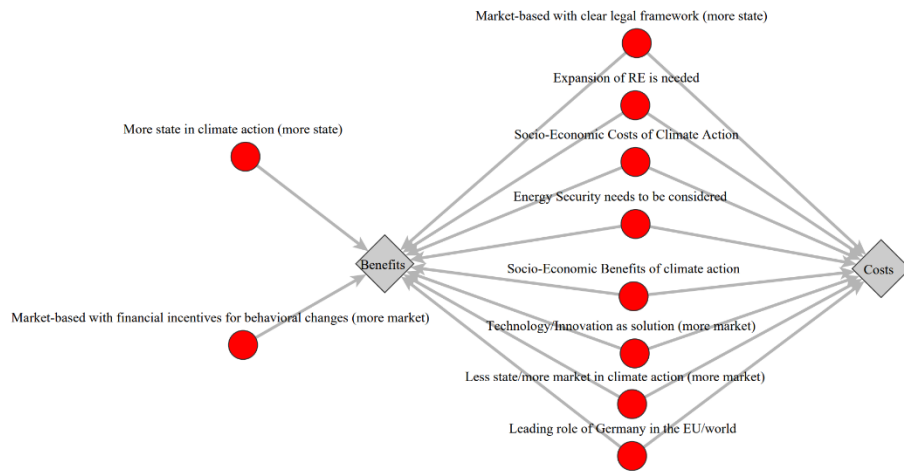 Market-based with clear legal framework (more state)
Expansion of RE is needed
More state in climate action (more state)
Socio-Economic Costs of Climate Action
Energy Security needs to be considered
Benefits
Costs
Socio-Economic Benefits of climate action
Market-based with financial incentives for behavioral changes (more market)
Technology/Innovation as solution (more market)
Less state/more market in climate action (more market)
Leading role of Germany in the EU/world